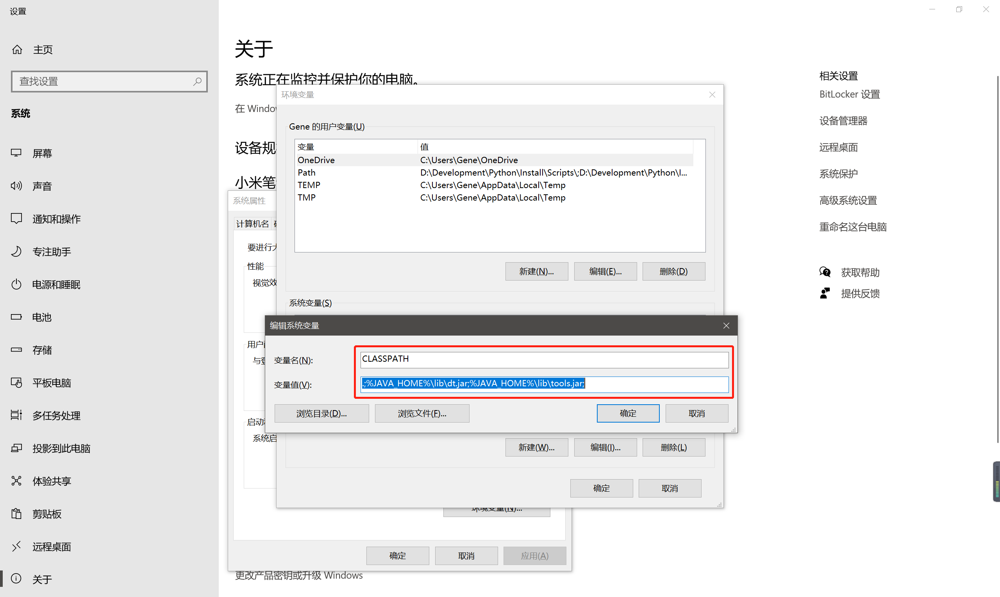 设置
主页
查找设置
系统
屏幕
声音
通知和操作
专注助手
电源和睡眠
电池
存储
平板电脑
多任务处理
投影到此电脑
体验共享
剪贴板
远程桌面
关于
关于
系统正在监控并保护你的电脑。
在 Window
设备规
小米笔
系统属性
计算机名
要进行
性能
视觉效
用户
与登
启动
系统启
环境变量(N)...
确定
取消
应用(A)
更改产品密钥或升级 Windows
环境变量
Gene 的用户变量(U)
变量 值
OneDrive C:\Users\Gene\OneDrive
Path D:\Development\Python\Install\Scripts\;D:\Development\Python\I...
TEMP C:\Users\Gene\AppData\Local\Temp
TMP C:\Users\Gene\AppData\Local\Temp
新建(N)... 编辑(E)... 删除(D)
系统变量(S)
编辑系统变量
变量名(N): CLASSPATH
变量值(V): .;%JAVA_HOME%\lib\dt.jar;%JAVA_HOME%\lib\tools.jar;
浏览目录(D)... 浏览文件(F)... 确定 取消
新建(W)... 编辑(I)... 删除(L)
确定 取消
相关设置
BitLocker 设置
设备管理器
远程桌面
系统保护
高级系统设置
重命名这台电脑
获取帮助
提供反馈